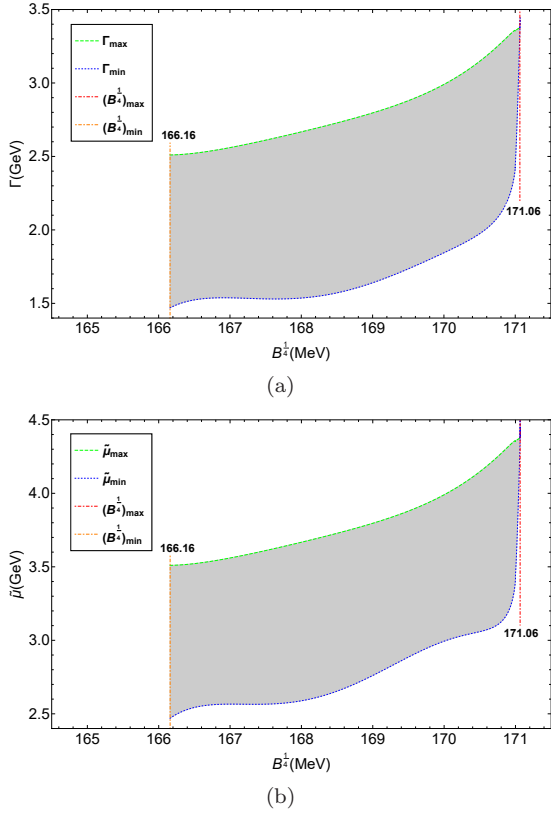 3.5
3.0
2.5
2.0
1.5
Γ(GeV)
Γmax
Γmin
(B^{1/4})max
(B^{1/4})min
166.16
171.06
165 166 167 168 169 170 171
B^{1/4}(MeV)
(a)
4.5
4.0
3.5
3.0
2.5
μ̃(GeV)
μ̃max
μ̃min
(B^{1/4})max
(B^{1/4})min
166.16
171.06
165 166 167 168 169 170 171
B^{1/4}(MeV)
(b)